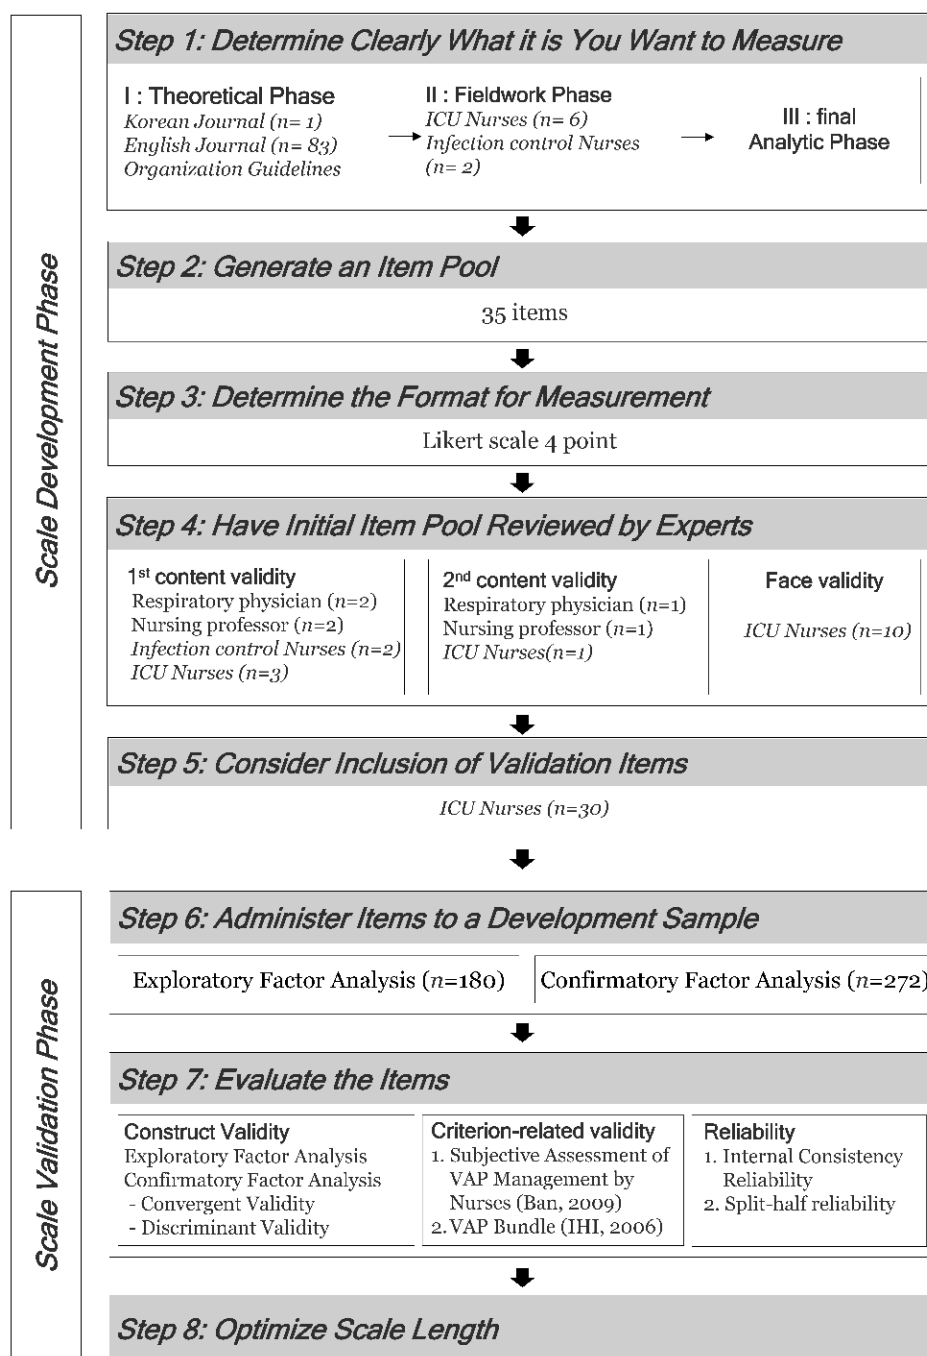 Scale Development Phase
Step 1: Determine Clearly What it is You Want to Measure
I : Theoretical Phase
Korean Journal (n= 1)
English Journal (n= 83)
Organization Guidelines
II : Fieldwork Phase
ICU Nurses (n= 6)
Infection control Nurses
(n= 2)
III : final
Analytic Phase
Step 2: Generate an Item Pool
35 items
Step 3: Determine the Format for Measurement
Likert scale 4 point
Step 4: Have Initial Item Pool Reviewed by Experts
1st content validity
Respiratory physician (n=2)
Nursing professor (n=2)
Infection control Nurses (n=2)
ICU Nurses (n=3)
2nd content validity
Respiratory physician (n=1)
Nursing professor (n=1)
ICU Nurses(n=1)
Face validity
ICU Nurses (n=10)
Step 5: Consider Inclusion of Validation Items
ICU Nurses (n=30)
Scale Validation Phase
Step 6: Administer Items to a Development Sample
Exploratory Factor Analysis (n=180)
Confirmatory Factor Analysis (n=272)
Step 7: Evaluate the Items
Construct Validity
Exploratory Factor Analysis
Confirmatory Factor Analysis
- Convergent Validity
- Discriminant Validity
Criterion-related validity
1. Subjective Assessment of
VAP Management by
Nurses (Ban, 2009)
2. VAP Bundle (IHI, 2006)
Reliability
1. Internal Consistency
Reliability
2. Split-half reliability
Step 8: Optimize Scale Length